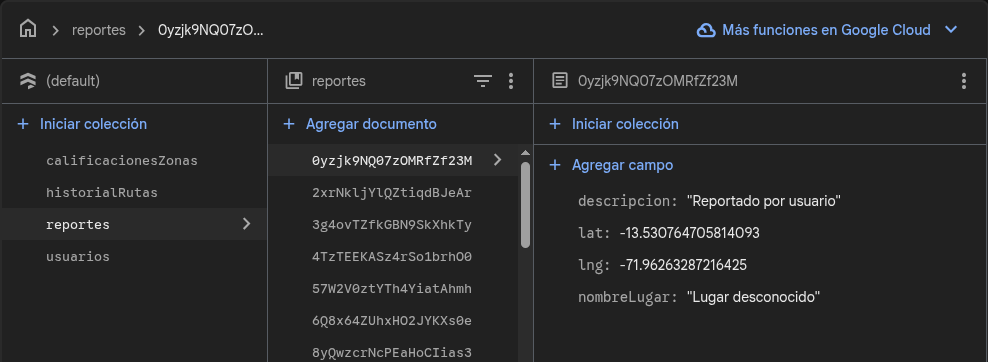 reportes 0yzjk9NQ07zO... Más funciones en Google Cloud
(default)
Iniciar colección
calificacionesZonas
historialRutas
reportes
usuarios
reportes
Agregar documento
0yzjk9NQ07zOMRfZf23M
2xrNkljYlQZtiqdBJeAr
3g4ovTZfkGBN9SkXhkTy
4TzTEEKASz4rSo1brhO0
57W2V0ztYTh4YiatAhmh
6Q8x64ZUhxHO2JYKXs0e
8yQwzcrNcPEaHoCIias3
0yzjk9NQ07zOMRfZf23M
Iniciar colección
Agregar campo
descripcion: "Reportado por usuario"
lat: -13.530764705814093
lng: -71.96263287216425
nombreLugar: "Lugar desconocido"